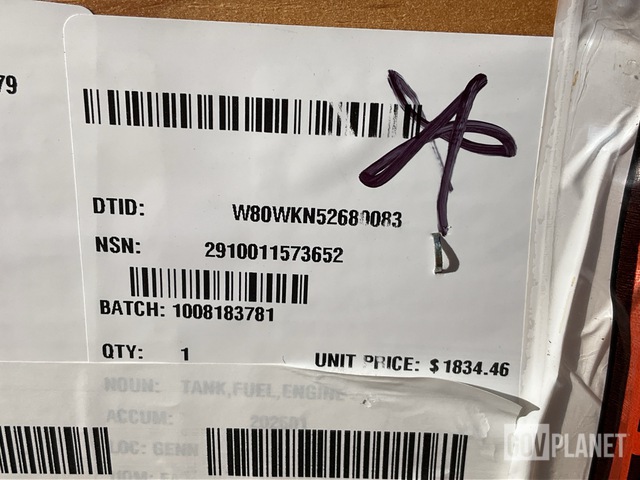 79
DTID: W80WKN52680083
NSN: 2910011573652
BATCH: 1008183781
QTY: 1 UNIT PRICE: $1834.46
NOUN: TANK,FUEL,ENGINE
ACCUM: 202601
LOC: GENN
GOVPLANET